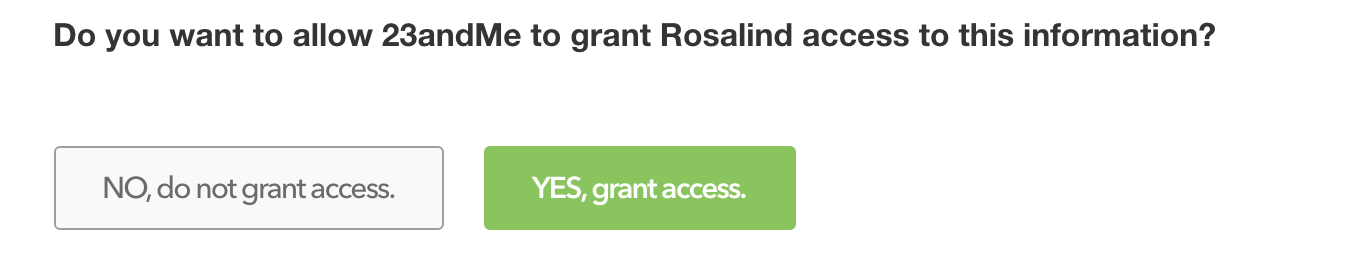 Do you want to allow 23andMe to grant Rosalind access to this information?
NO, do not grant access.
YES, grant access.